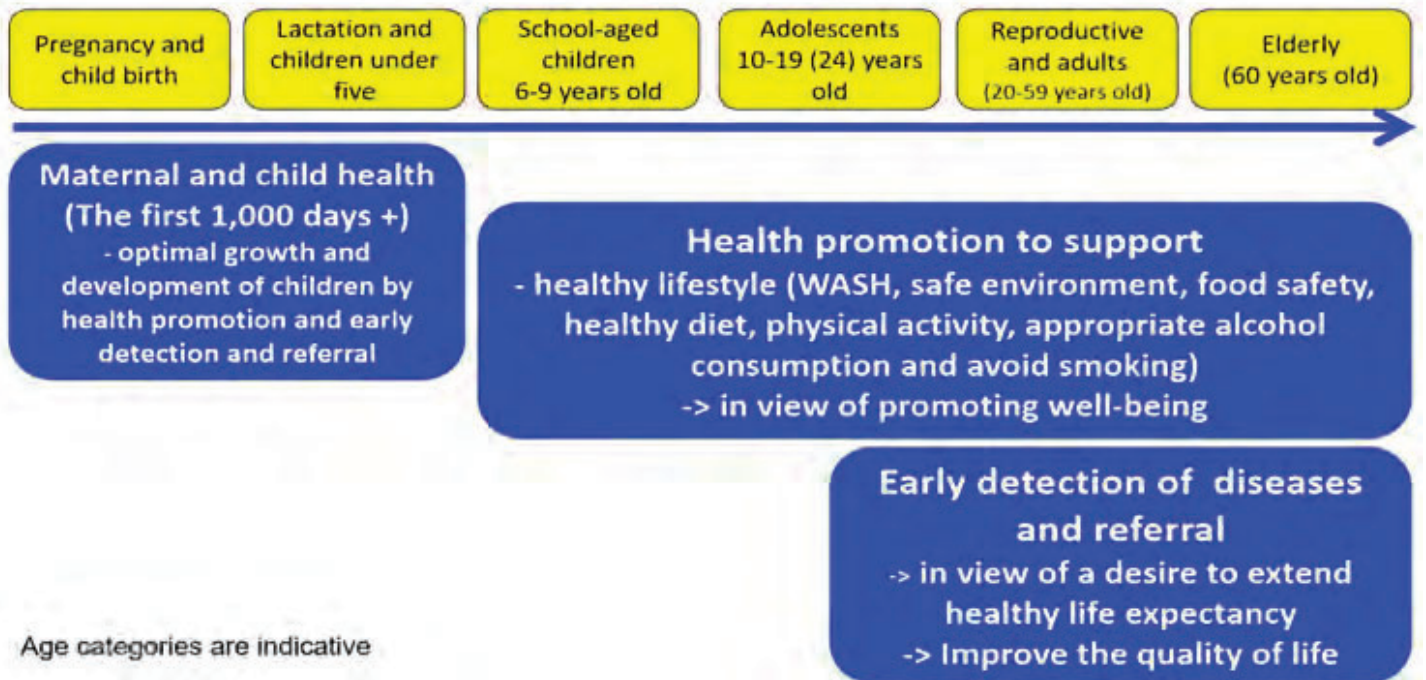 Pregnancy and
child birth
Lactation and
children under
five
School-aged
children
6-9 years old
Adolescents
10-19 (24) years
old
Reproductive
and adults
(20-59 years old)
Elderly
(60 years old)
Maternal and child health
(The first 1,000 days +)
- optimal growth and
development of children by
health promotion and early
detection and referral
Health promotion to support
- healthy lifestyle (WASH, safe environment, food safety,
healthy diet, physical activity, appropriate alcohol
consumption and avoid smoking)
-> in view of promoting well-being
Early detection of diseases
and referral
-> in view of a desire to extend
healthy life expectancy
-> Improve the quality of life
Age categories are indicative